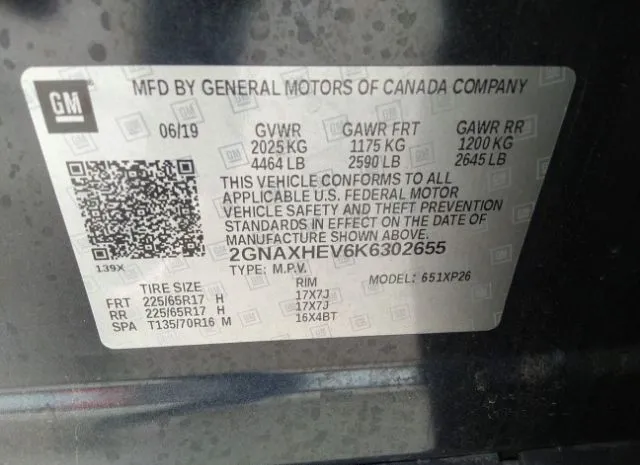 MFD BY GENERAL MOTORS OF CANADA COMPANY
GM
06/19 GVWR GAWR FRT GAWR RR
2025 KG 1175 KG 1200 KG
4464 LB 2590 LB 2645 LB
THIS VEHICLE CONFORMS TO ALL
APPLICABLE U.S. FEDERAL MOTOR
VEHICLE SAFETY AND THEFT PREVENTION
STANDARDS IN EFFECT ON THE DATE OF
MANUFACTURE SHOWN ABOVE.
2GNAXHEV6K6302655
139X
TYPE: M.P.V. MODEL: 651XP26
TIRE SIZE RIM
FRT 225/65R17 H 17X7J
RR 225/65R17 H 17X7J
SPA T135/70R16 M 16X4BT